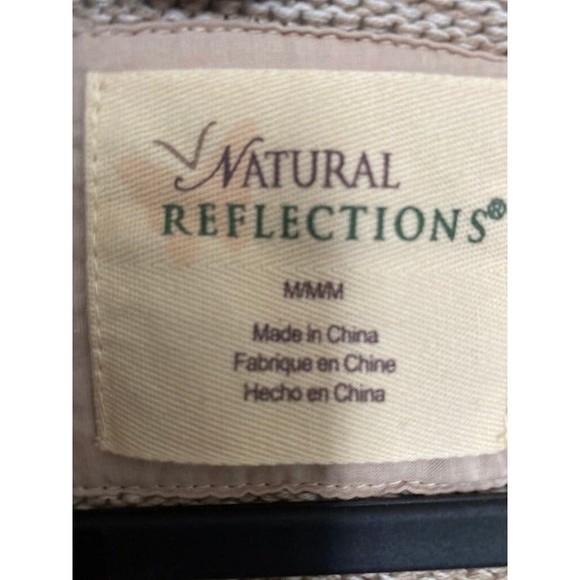 NATURAL
REFLECTIONS®
M/M/M
Made in China
Fabrique en Chine
Hecho en China